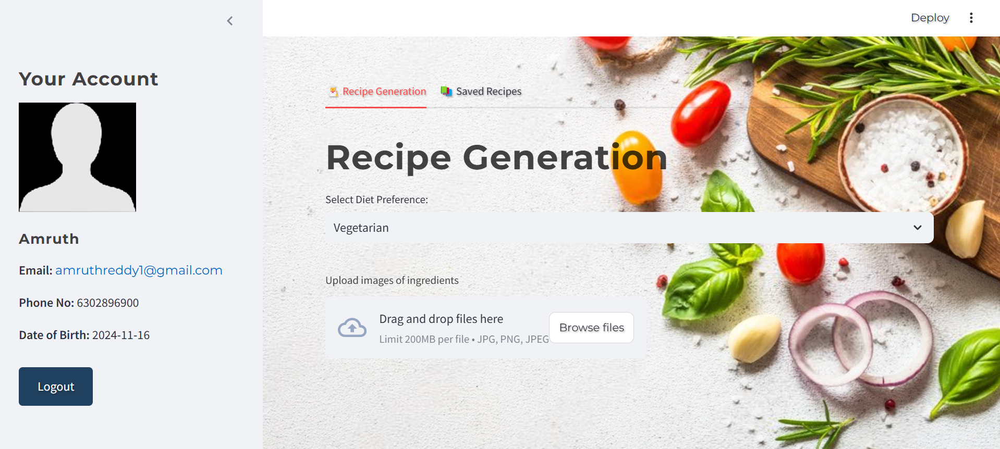 Deploy
Your Account
Amruth
Email: amruthreddy1@gmail.com
Phone No: 6302896900
Date of Birth: 2024-11-16
Logout
Recipe Generation
Saved Recipes
Recipe Generation
Select Diet Preference:
Vegetarian
Upload images of ingredients
Drag and drop files here
Limit 200MB per file • JPG, PNG, JPEG
Browse files